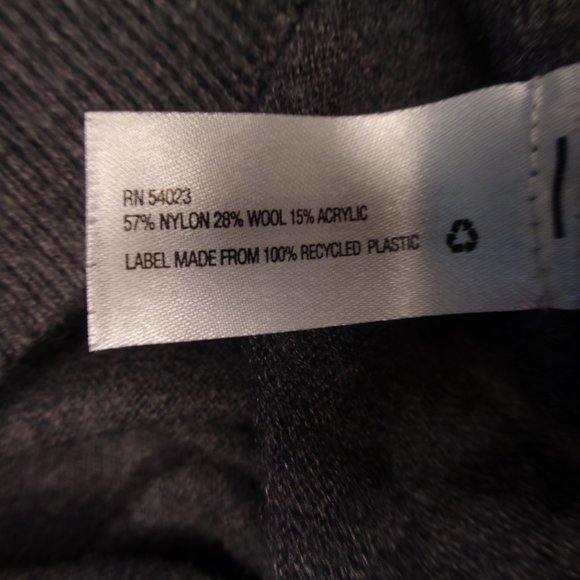 RN 54023
57% NYLON 28% WOOL 15% ACRYLIC
LABEL MADE FROM 100% RECYCLED PLASTIC